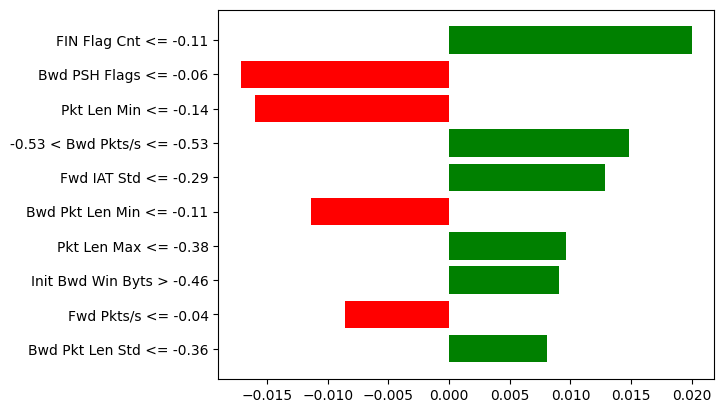 FIN Flag Cnt <= -0.11
Bwd PSH Flags <= -0.06
Pkt Len Min <= -0.14
-0.53 < Bwd Pkts/s <= -0.53
Fwd IAT Std <= -0.29
Bwd Pkt Len Min <= -0.11
Pkt Len Max <= -0.38
Init Bwd Win Byts > -0.46
Fwd Pkts/s <= -0.04
Bwd Pkt Len Std <= -0.36
−0.015 −0.010 −0.005 0.000 0.005 0.010 0.015 0.020